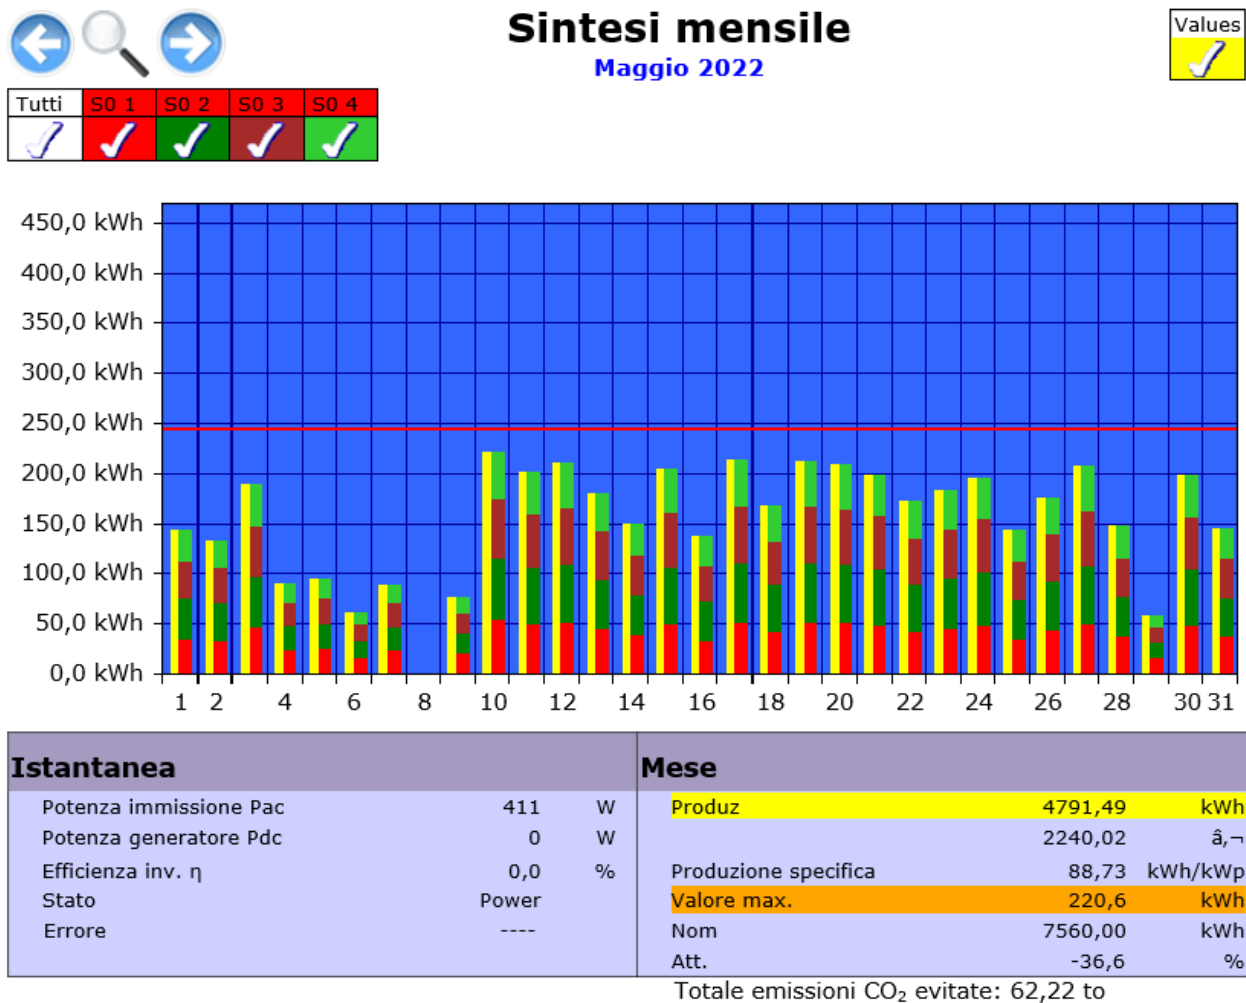 Sintesi mensile
Maggio 2022
Values
Tutti S0 1 S0 2 S0 3 S0 4
450,0 kWh
400,0 kWh
350,0 kWh
300,0 kWh
250,0 kWh
200,0 kWh
150,0 kWh
100,0 kWh
50,0 kWh
0,0 kWh
1 2 4 6 8 10 12 14 16 18 20 22 24 26 28 30 31
Istantanea
Potenza immissione Pac 411 W
Potenza generatore Pdc 0 W
Efficienza inv. η 0,0 %
Stato Power
Errore ----
Mese
Produz 4791,49 kWh
2240,02 â‚¬
Produzione specifica 88,73 kWh/kWp
Valore max. 220,6 kWh
Nom 7560,00 kWh
Att. -36,6 %
Totale emissioni CO₂ evitate: 62,22 to